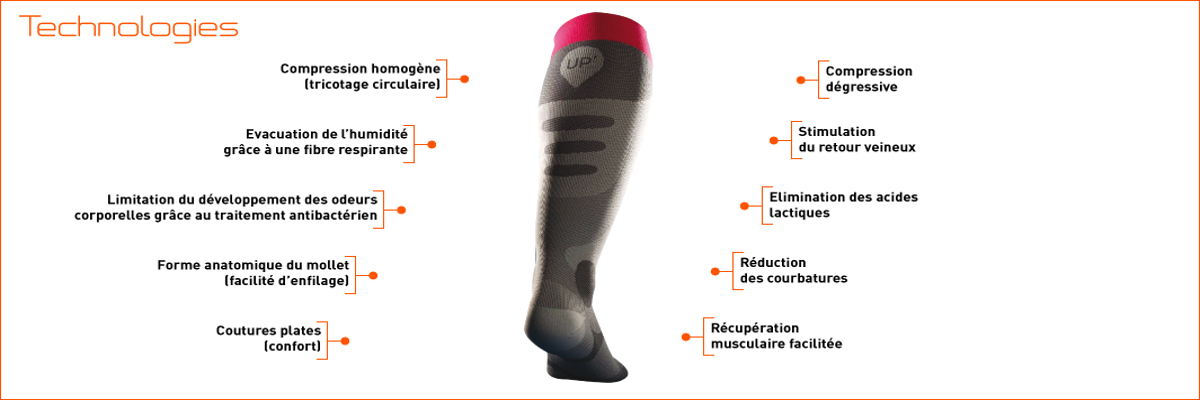 Technologies
UP'
Compression homogène
(tricotage circulaire)
Evacuation de l'humidité
grâce à une fibre respirante
Limitation du développement des odeurs
corporelles grâce au traitement antibactérien
Forme anatomique du mollet
(facilité d'enfilage)
Coutures plates
(confort)
Compression
dégressive
Stimulation
du retour veineux
Elimination des acides
lactiques
Réduction
des courbatures
Récupération
musculaire facilitée